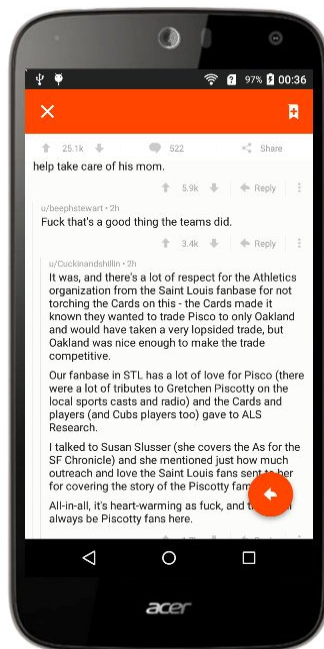 97% 00:36
25.1k 522 Share
help take care of his mom.
5.9k Reply
u/beephstewart • 2h
Fuck that's a good thing the teams did.
3.4k Reply
u/Cuckinandshillin • 2h
It was, and there's a lot of respect for the Athletics
organization from the Saint Louis fanbase for not
torching the Cards on this - the Cards made it
known they wanted to trade Pisco to only Oakland
and would have taken a very lopsided trade, but
Oakland was nice enough to make the trade
competitive.
Our fanbase in STL has a lot of love for Pisco (there
were a lot of tributes to Gretchen Piscotty on the
local sports casts and radio) and the Cards and
players (and Cubs players too) gave to ALS
Research.
I talked to Susan Slusser (she covers the As for the
SF Chronicle) and she mentioned just how much
outreach and love the Saint Louis fans sent to her
for covering the story of the Piscotty
All-in-all, it's heart-warming as fuck, and
always be Piscotty fans here.
acer